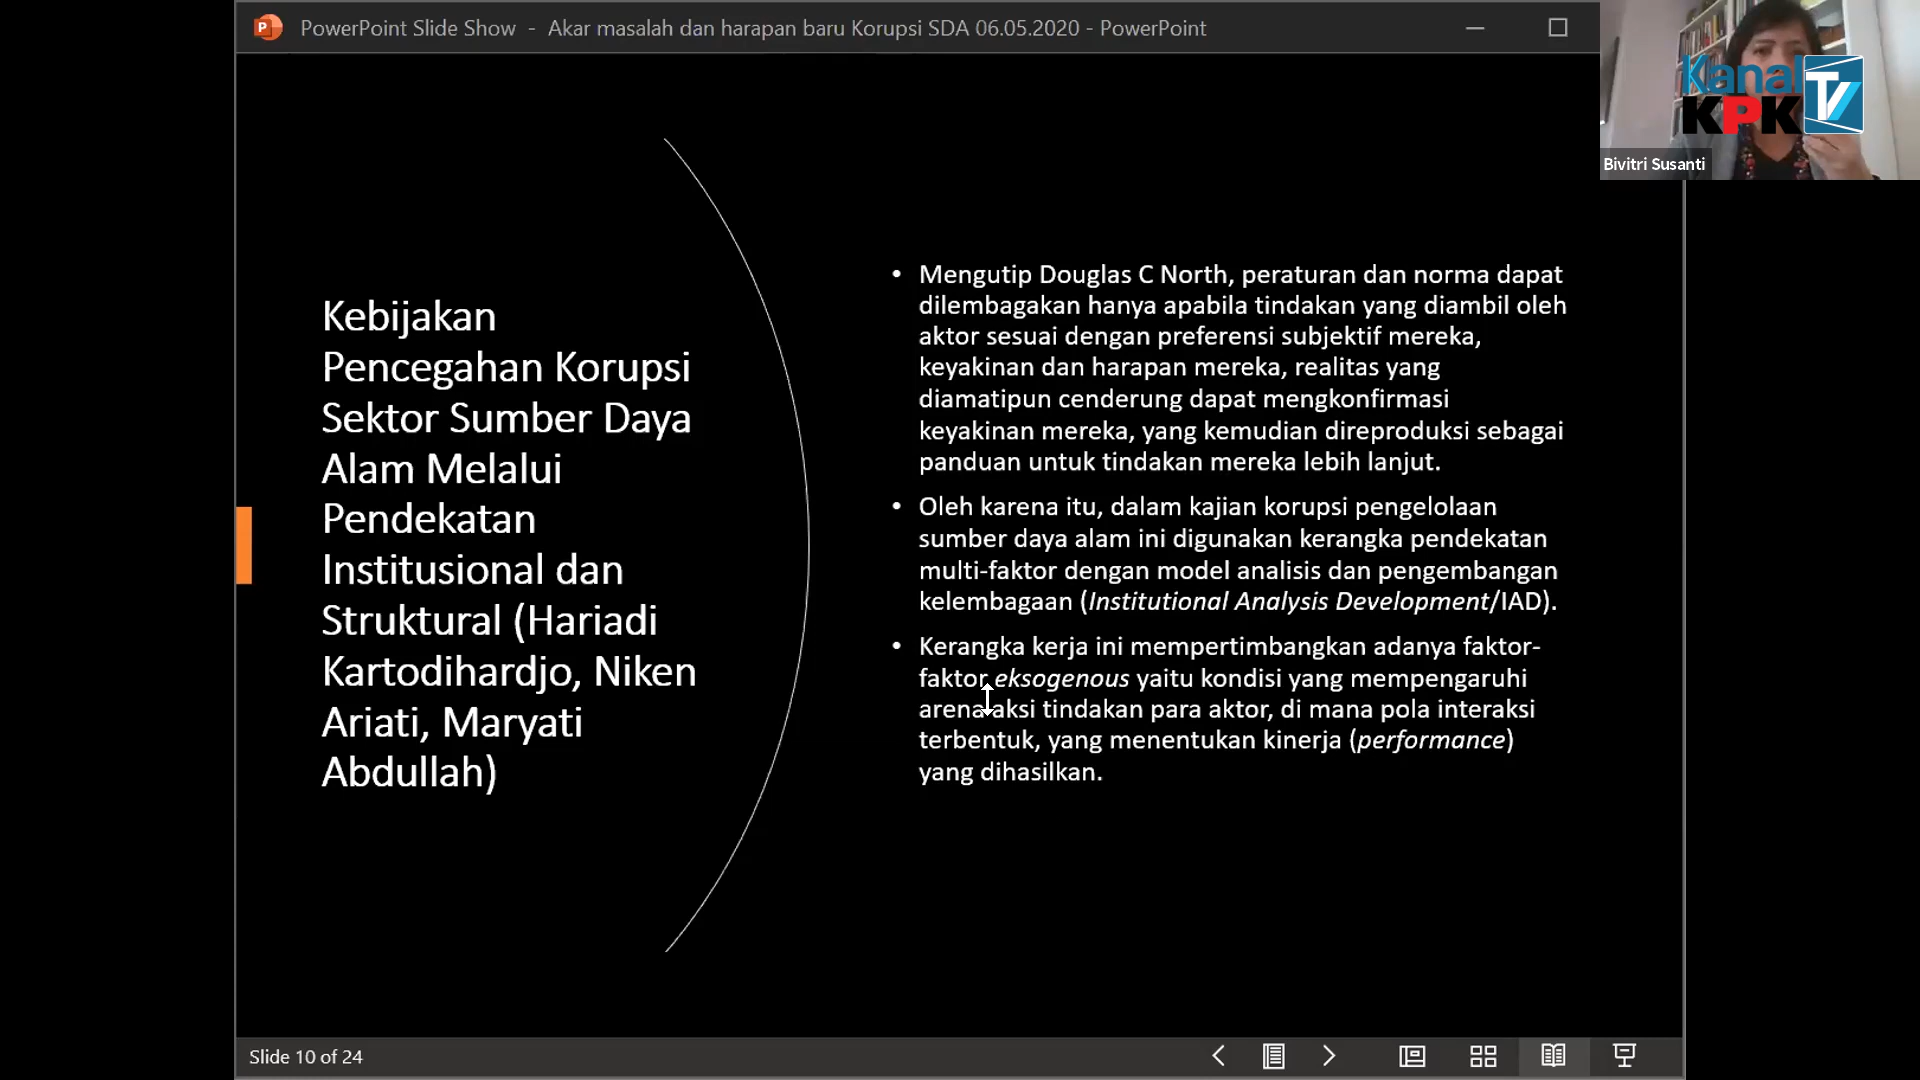 PowerPoint Slide Show - Akar masalah dan harapan baru Korupsi SDA 06.05.2020 - PowerPoint
Kanal
KPK
TV
Bivitri Susanti
Kebijakan
Pencegahan Korupsi
Sektor Sumber Daya
Alam Melalui
Pendekatan
Institusional dan
Struktural (Hariadi
Kartodihardjo, Niken
Ariati, Maryati
Abdullah)
• Mengutip Douglas C North, peraturan dan norma dapat
dilembagakan hanya apabila tindakan yang diambil oleh
aktor sesuai dengan preferensi subjektif mereka,
keyakinan dan harapan mereka, realitas yang
diamatipun cenderung dapat mengkonfirmasi
keyakinan mereka, yang kemudian direproduksi sebagai
panduan untuk tindakan mereka lebih lanjut.
• Oleh karena itu, dalam kajian korupsi pengelolaan
sumber daya alam ini digunakan kerangka pendekatan
multi-faktor dengan model analisis dan pengembangan
kelembagaan (Institutional Analysis Development/IAD).
• Kerangka kerja ini mempertimbangkan adanya faktor-
faktor eksogenous yaitu kondisi yang mempengaruhi
arena aksi tindakan para aktor, di mana pola interaksi
terbentuk, yang menentukan kinerja (performance)
yang dihasilkan.
Slide 10 of 24